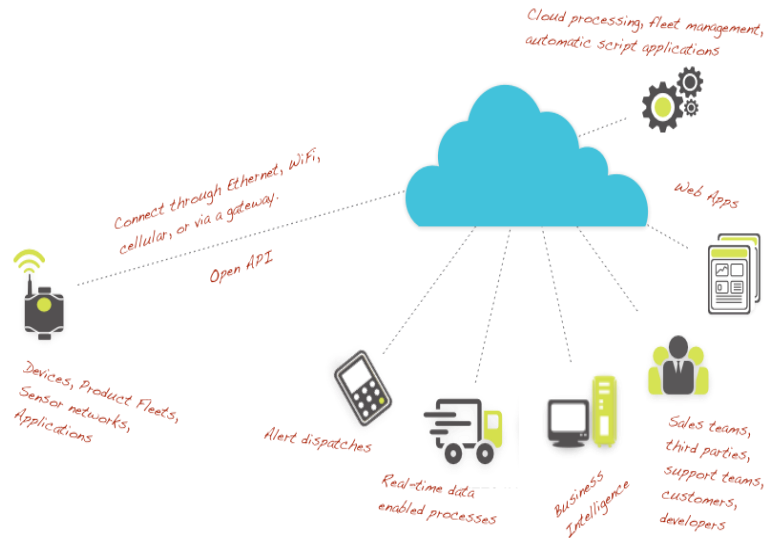 Cloud processing, fleet management,
automatic script applications
Connect through Ethernet, WiFi,
cellular, or via a gateway.
Open API
Web Apps
Devices, Product Fleets,
Sensor networks,
Applications
Alert dispatches
Real-time data
enabled processes
Business
Intelligence
Sales teams,
third parties,
support teams,
customers,
developers